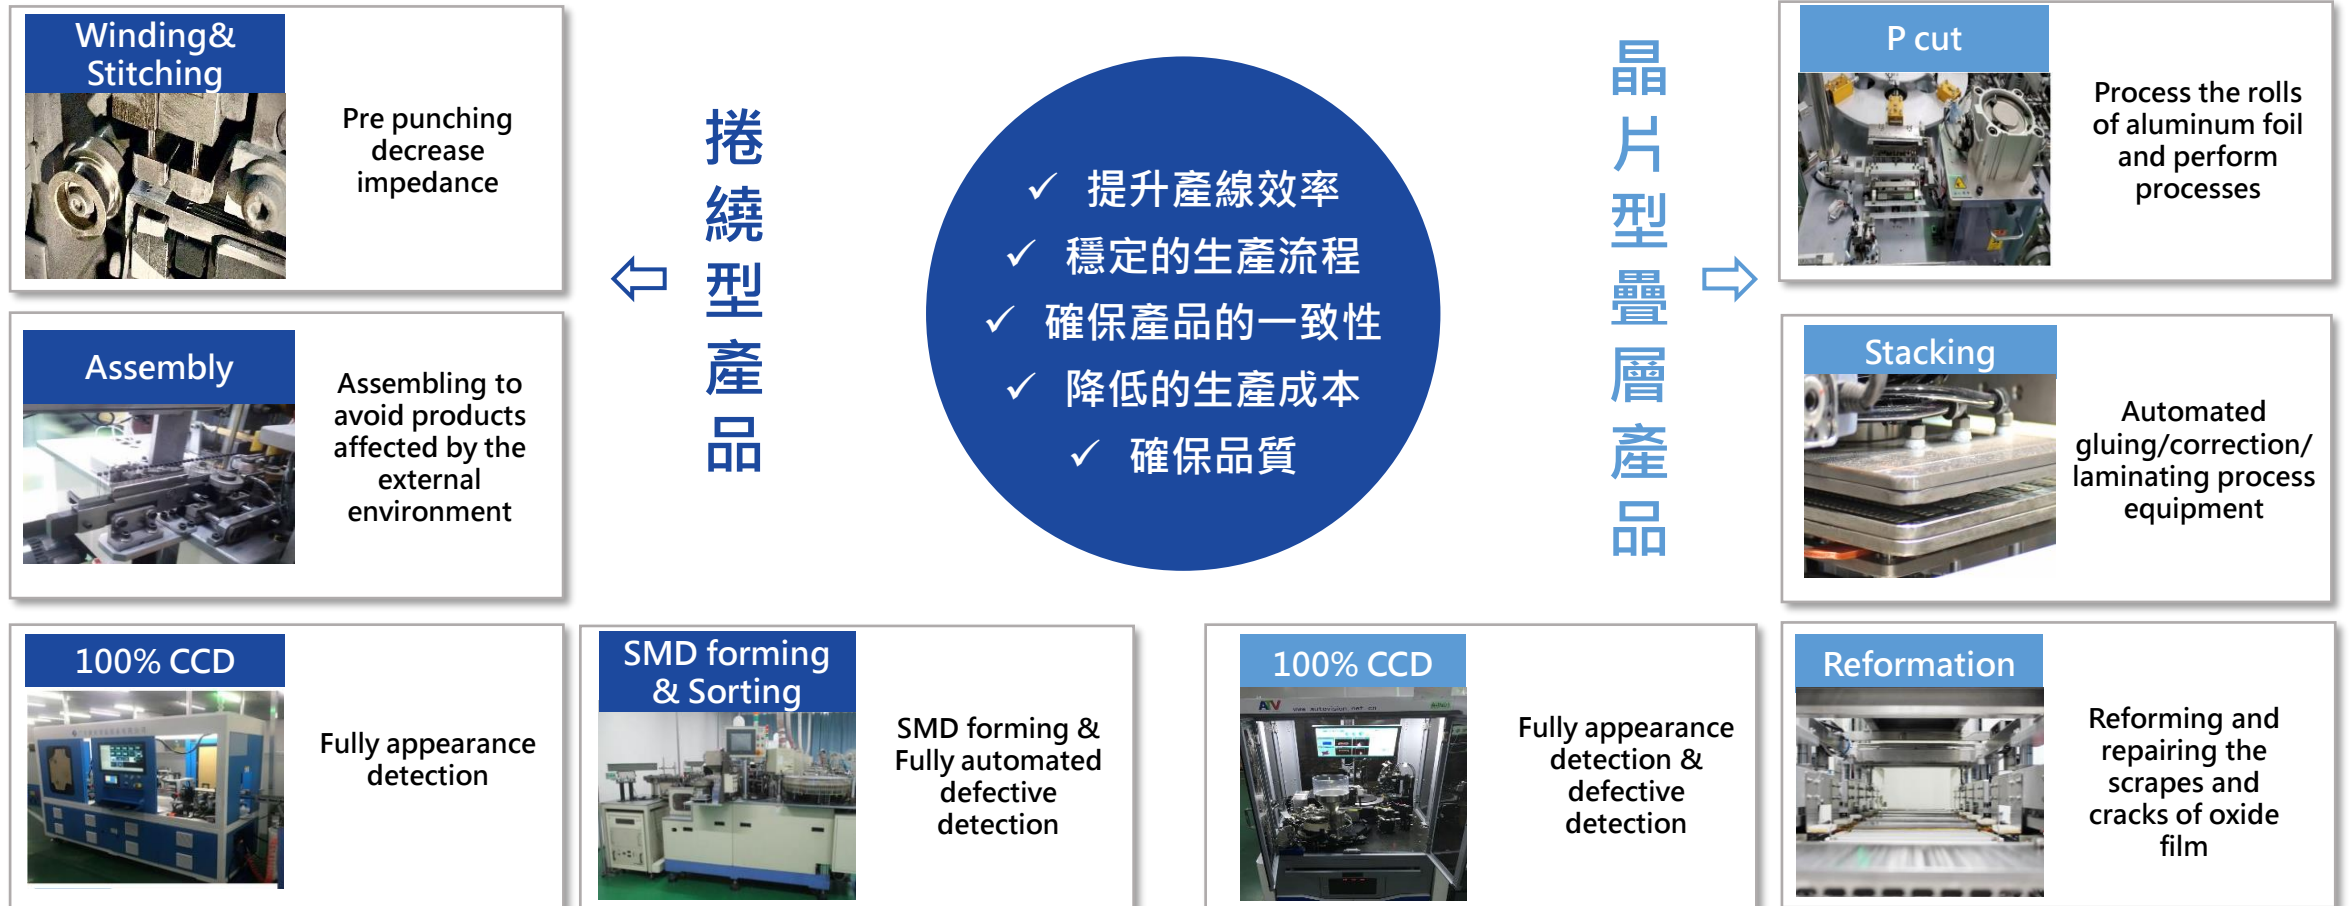 Winding&
Stitching
Pre punching
decrease
impedance
Assembly
Assembling to
avoid products
affected by the
external
environment
100% CCD
Fully appearance
detection
SMD forming
& Sorting
SMD forming &
Fully automated
defective
detection
捲繞型產品
✓ 提升產線效率
✓ 穩定的生產流程
✓ 確保產品的一致性
✓ 降低的生產成本
✓ 確保品質
晶片型疊層產品
P cut
Process the rolls
of aluminum foil
and perform
processes
Stacking
Automated
gluing/correction/
laminating process
equipment
100% CCD
AV www.autovision.net.cn
Fully appearance
detection &
defective
detection
Reformation
Reforming and
repairing the
scrapes and
cracks of oxide
film